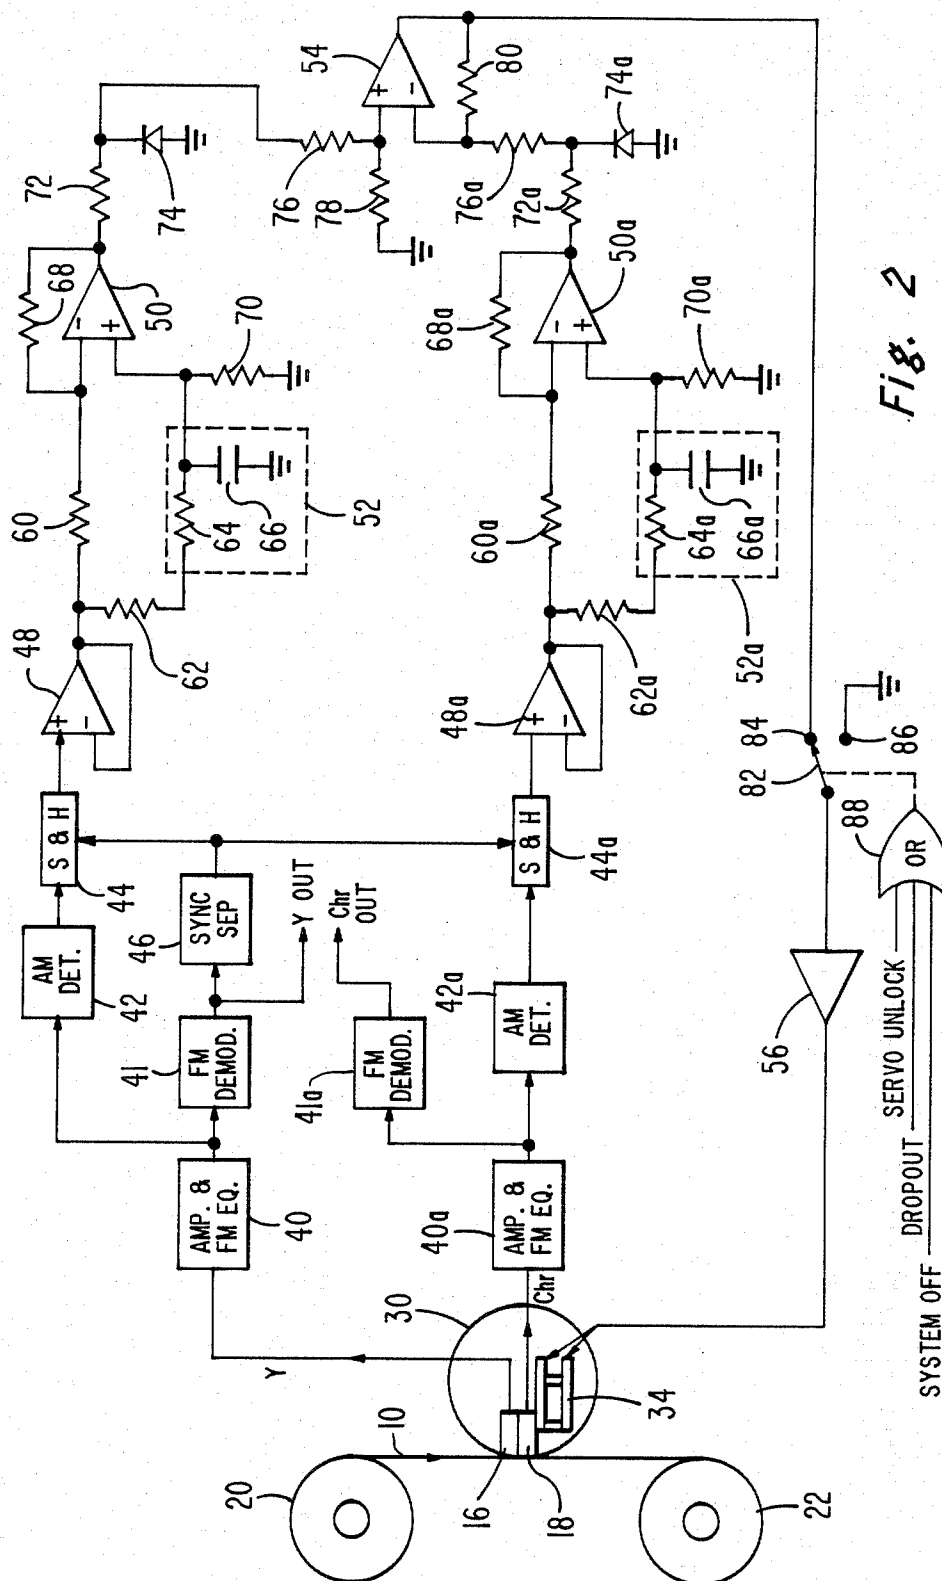 Fig. 2
20
10
16
18
22
30
34
Y
Chr
AMP. &
FM EQ.
40
AMP. &
FM EQ.
40a
FM
DEMOD.
41
FM
DEMOD.
41a
AM
DET.
42
AM
DET.
42a
SYNC
SEP
46
Y OUT
Chr
OUT
S & H
44
S & H
44a
+
-
48
+
-
48a
60
62
64
66
52
60a
62a
64a
66a
52a
68
-
+
50
70
68a
-
+
50a
70a
72
74
72a
74a
76
78
76a
+
-
54
80
82
84
86
88
OR
56
SERVO UNLOCK
DROPOUT
SYSTEM OFF